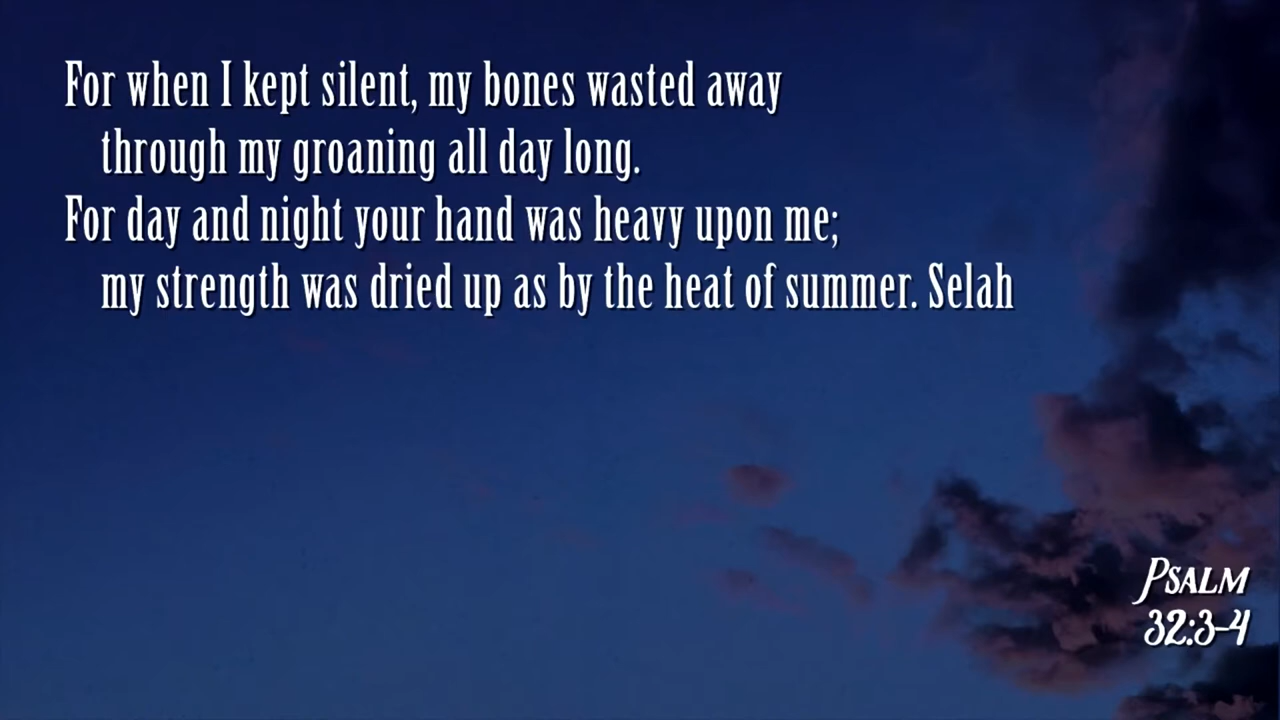 For when I kept silent, my bones wasted away
through my groaning all day long.
For day and night your hand was heavy upon me;
my strength was dried up as by the heat of summer. Selah
Psalm
32:3-4